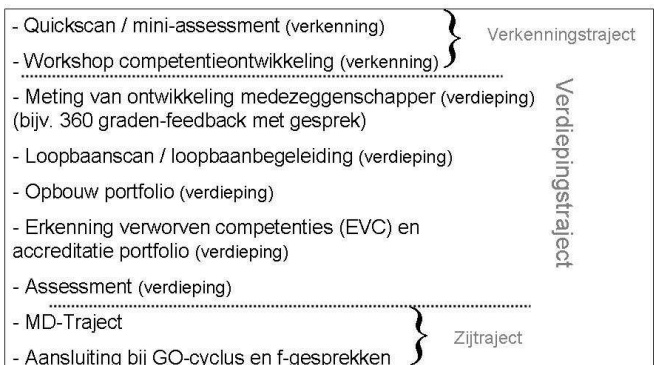 - Quickscan / mini-assessment (verkenning)
Verkenningstraject
- Workshop competentieontwikkeling (verkenning)
- Meting van ontwikkeling medezeggenschapper (verdieping)
(bijv. 360 graden-feedback met gesprek)
- Loopbaanscan / loopbaanbegeleiding (verdieping)
- Opbouw portfolio (verdieping)
- Erkenning verworven competenties (EVC) en
accreditatie portfolio (verdieping)
- Assessment (verdieping)
Verdiepingstraject
- MD-Traject
Zijtraject
- Aansluiting bij GO-cyclus en f-gesprekken